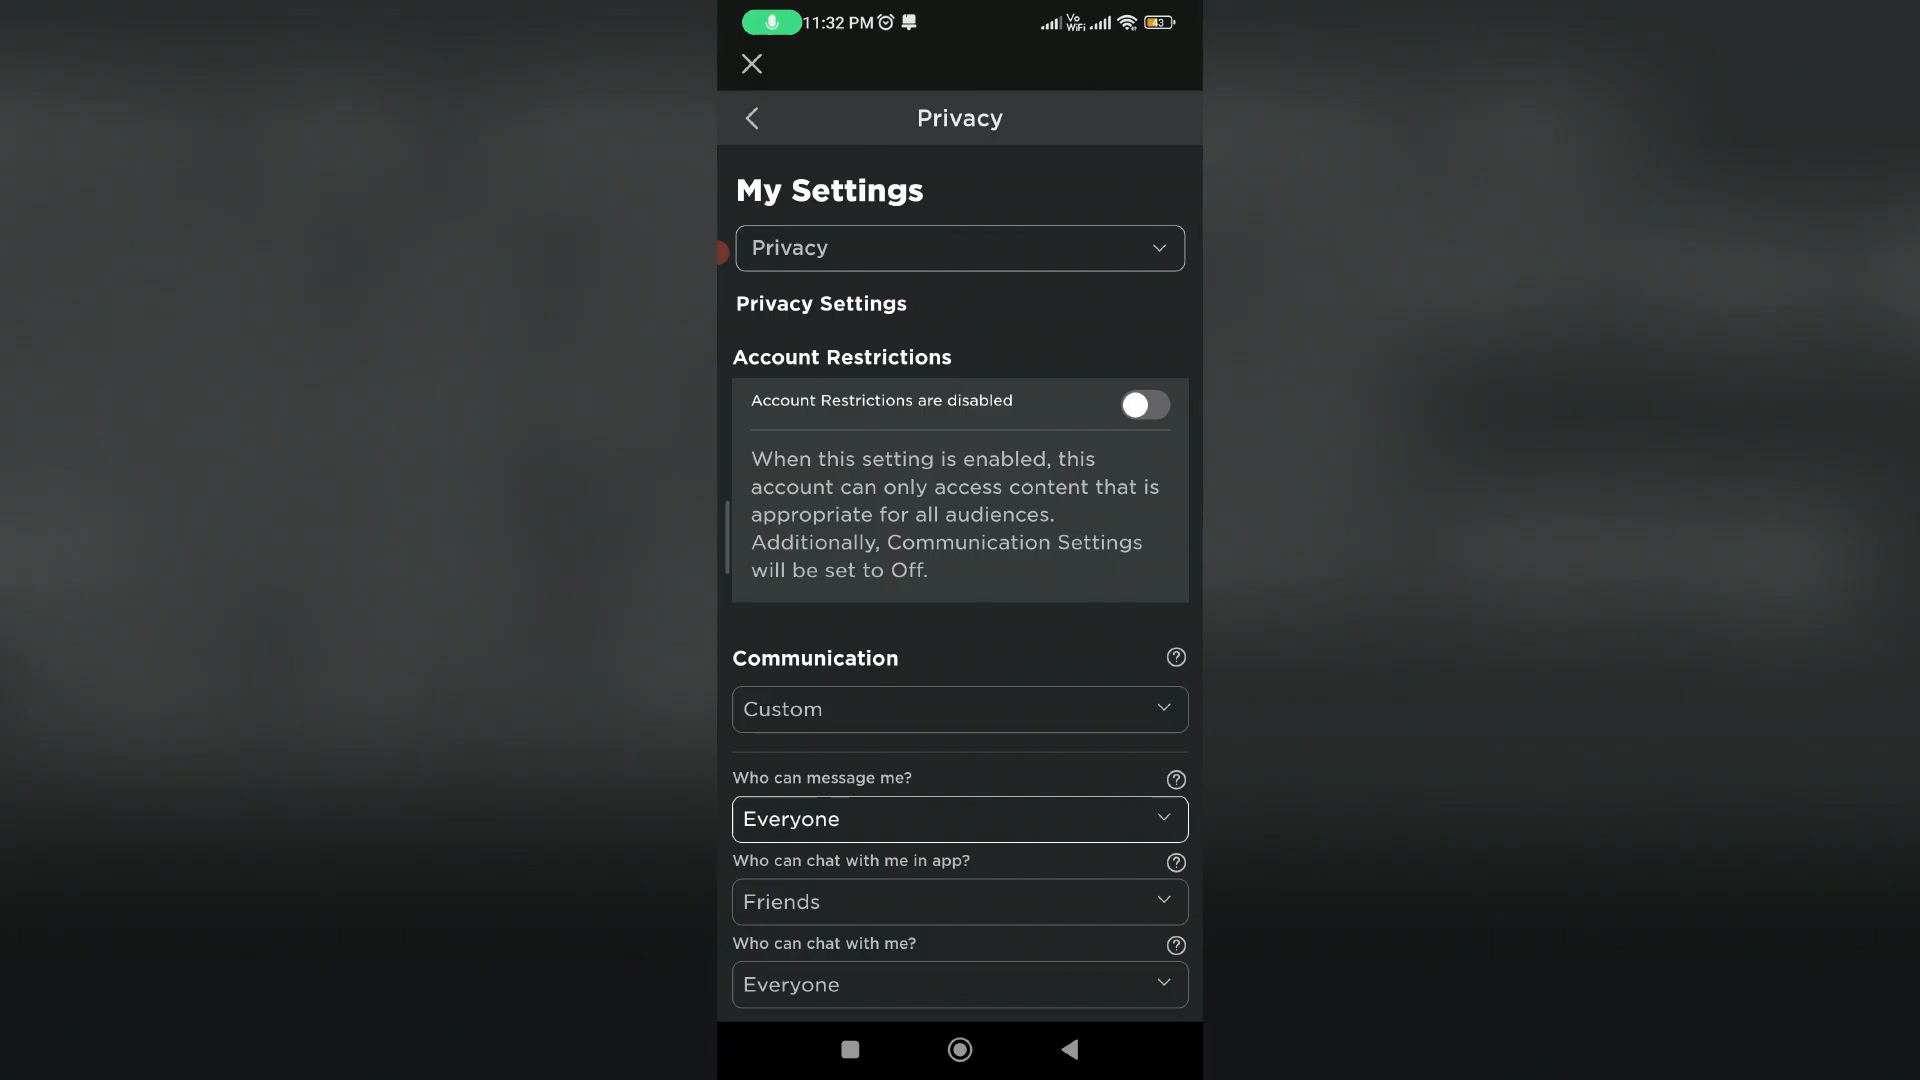 11:32 PM
Vo
WiFi
43
Privacy
My Settings
Privacy
Privacy Settings
Account Restrictions
Account Restrictions are disabled
When this setting is enabled, this
account can only access content that is
appropriate for all audiences.
Additionally, Communication Settings
will be set to Off.
Communication
Custom
Who can message me?
Everyone
Who can chat with me in app?
Friends
Who can chat with me?
Everyone